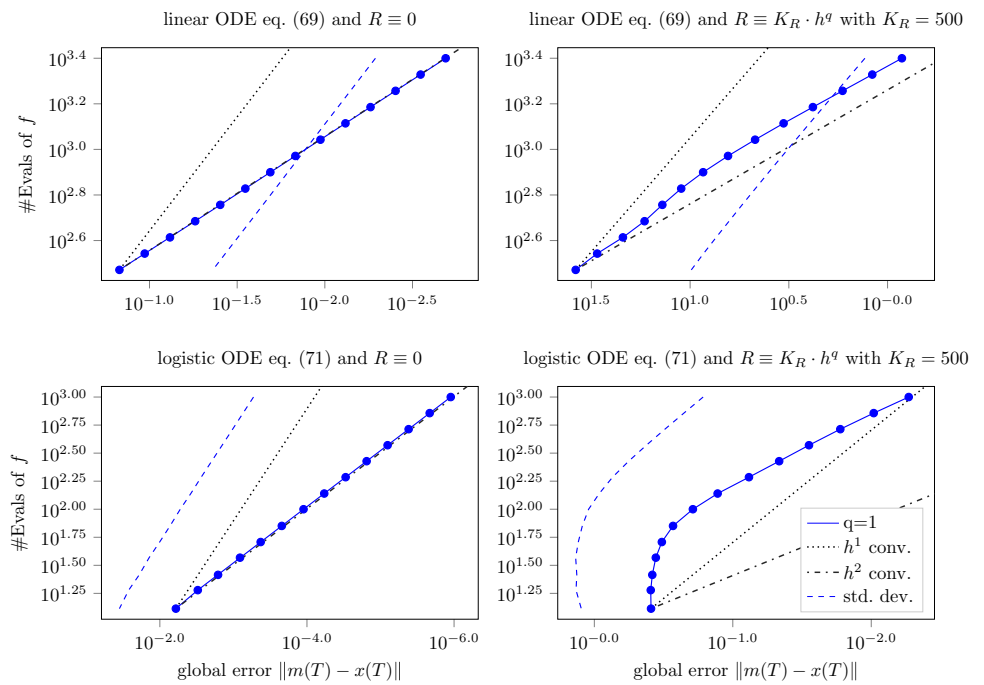 linear ODE eq. (69) and R ≡ 0
10^3.4
10^3.2
10^3.0
10^2.8
10^2.6
#Evals of f
10^−1.0 10^−1.5 10^−2.0 10^−2.5
linear ODE eq. (69) and R ≡ K_R · h^q with K_R = 500
10^3.4
10^3.2
10^3.0
10^2.8
10^2.6
10^1.5 10^1.0 10^0.5 10^−0.0
logistic ODE eq. (71) and R ≡ 0
10^3.00
10^2.75
10^2.50
10^2.25
10^2.00
10^1.75
10^1.50
10^1.25
#Evals of f
10^−2.0 10^−4.0 10^−6.0
global error ‖m(T) − x(T)‖
logistic ODE eq. (71) and R ≡ K_R · h^q with K_R = 500
10^3.00
10^2.75
10^2.50
10^2.25
10^2.00
10^1.75
10^1.50
10^1.25
q=1
h^1 conv.
h^2 conv.
std. dev.
10^−0.0 10^−1.0 10^−2.0
global error ‖m(T) − x(T)‖